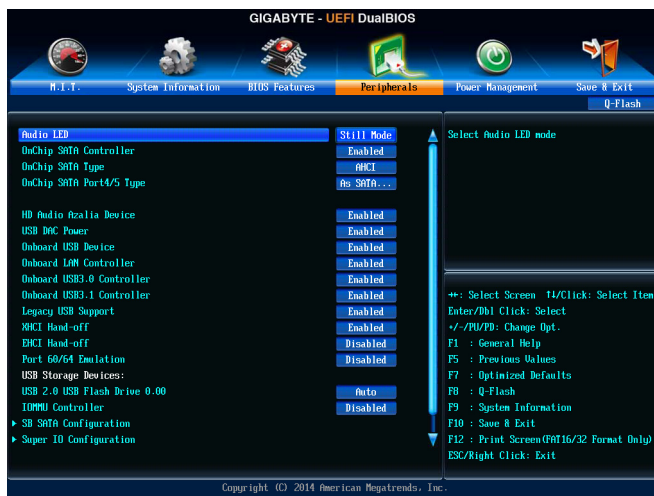 GIGABYTE - UEFI DualBIOS
M.I.T.
System Information
BIOS Features
Peripherals
Power Management
Save & Exit
Q-Flash
Audio LED Still Mode
OnChip SATA Controller Enabled
OnChip SATA Type AHCI
OnChip SATA Port4/5 Type As SATA...
HD Audio Azalia Device Enabled
USB DAC Power Enabled
Onboard USB Device Enabled
Onboard LAN Controller Enabled
Onboard USB3.0 Controller Enabled
Onboard USB3.1 Controller Enabled
Legacy USB Support Enabled
XHCI Hand-off Enabled
EHCI Hand-off Disabled
Port 60/64 Emulation Disabled
USB Storage Devices:
USB 2.0 USB Flash Drive 0.00 Auto
IOMMU Controller Disabled
SB SATA Configuration
Super IO Configuration
Select Audio LED mode
→←: Select Screen ↑↓/Click: Select Item
Enter/Dbl Click: Select
+/-/PU/PD: Change Opt.
F1 : General Help
F5 : Previous Values
F7 : Optimized Defaults
F8 : Q-Flash
F9 : System Information
F10 : Save & Exit
F12 : Print Screen(FAT16/32 Format Only)
ESC/Right Click: Exit
Copyright (C) 2014 American Megatrends, Inc.